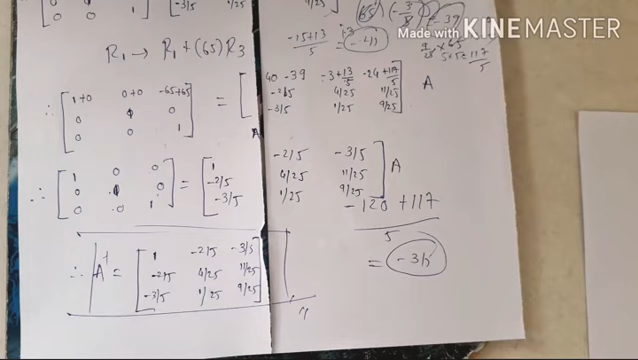 Made with KINEMASTER
-15+13
5
R₁ → R₁ + (65) R₃
∴ [ 1+0 0+0 -65+65 ] = [ 40-39 -3+13/5 -24+117/5 ] A
0 1 0 -2/5 4/25 11/25
0 0 1 -3/5 1/25 9/25
∴ [ 1 0 0 ] = [ 1 -2/5 -3/5 ] A
0 1 0 -2/5 4/25 11/25
0 0 1 -3/5 1/25 9/25
-120 + 117
5
= -3/5
∴ A⁻¹ = [ 1 -2/5 -3/5 ]
-2/5 4/25 11/25
-3/5 1/25 9/25